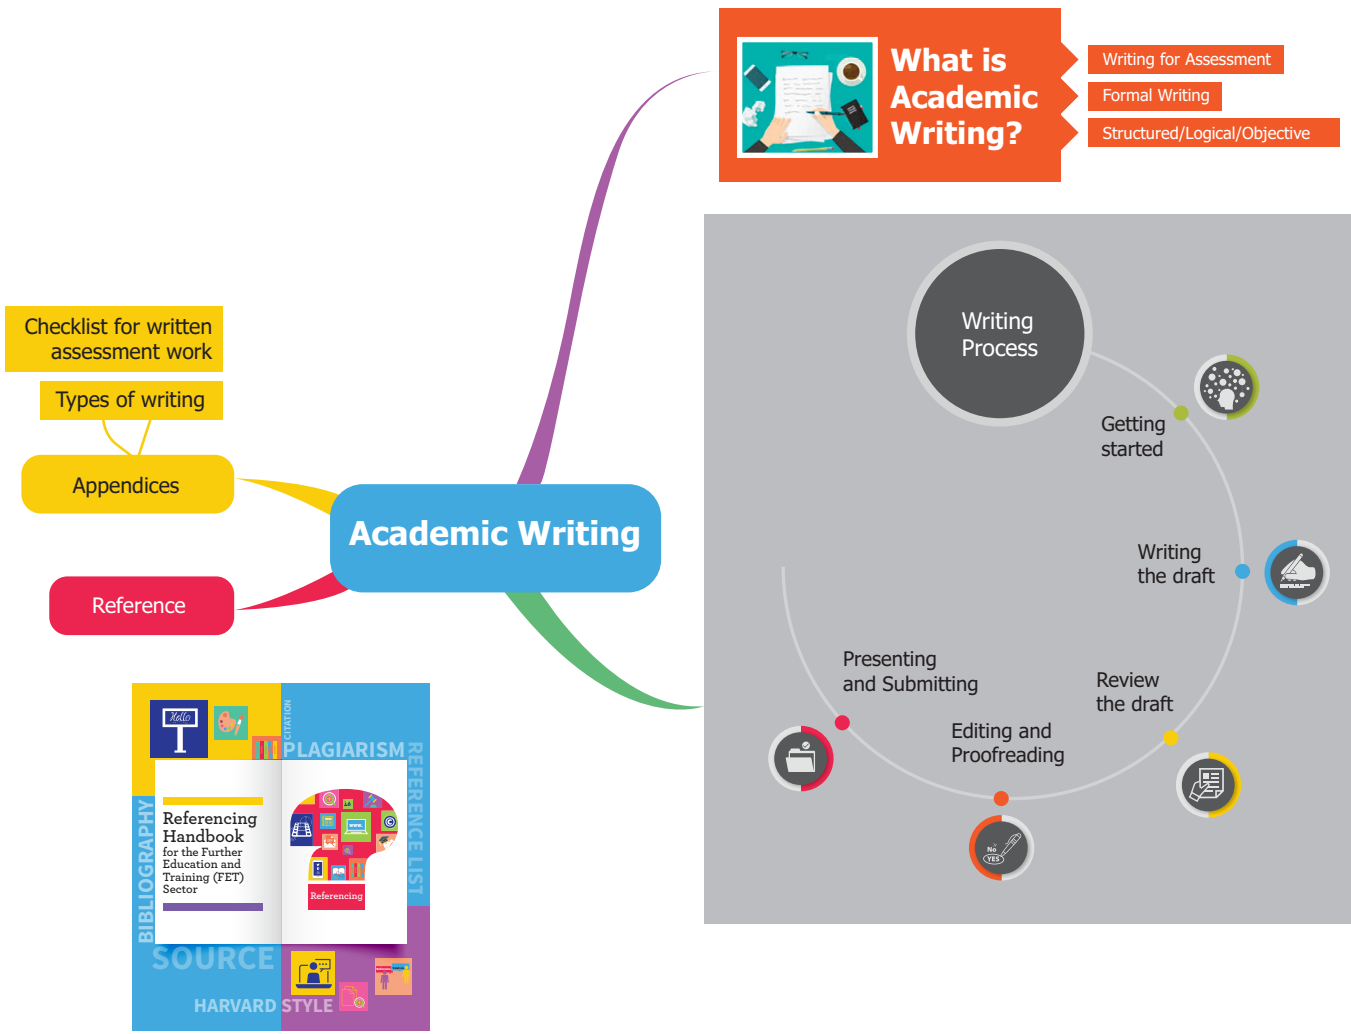 What is
Academic
Writing?
Writing for Assessment
Formal Writing
Structured/Logical/Objective
Writing
Process
Getting
started
Writing
the draft
Review
the draft
Editing and
Proofreading
Presenting
and Submitting
No
YES
Checklist for written
assessment work
Types of writing
Appendices
Academic Writing
Reference
Hello
CITATION
PLAGIARISM
REFERENCE LIST
BIBLIOGRAPHY
Referencing
Handbook
for the Further
Education and
Training (FET)
Sector
www.
Referencing
SOURCE
HARVARD STYLE